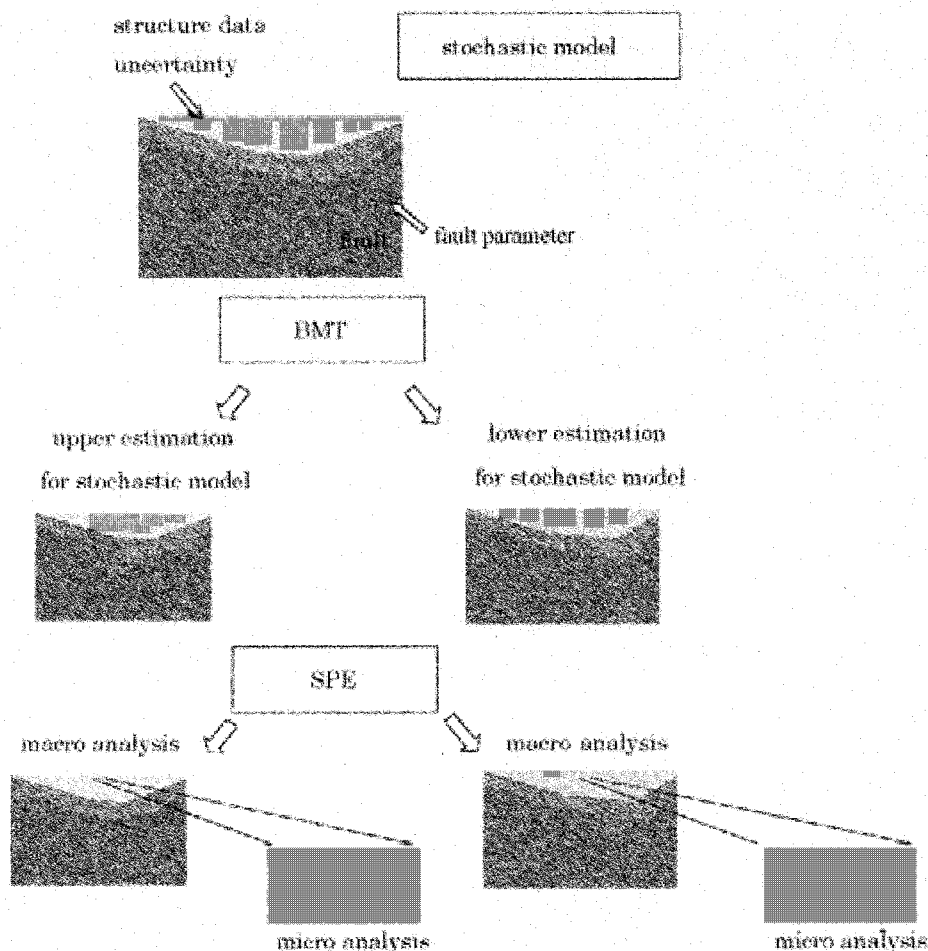 structure data
uncertainty
stochastic model
fault
fault parameter
BMT
upper estimation
for stochastic model
lower estimation
for stochastic model
SPE
macro analysis
macro analysis
micro analysis
micro analysis